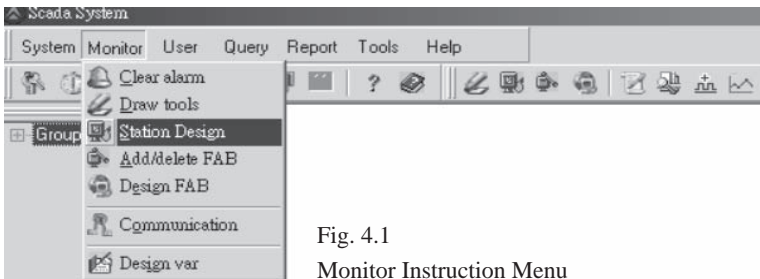 Scada System
System Monitor User Query Report Tools Help
Clear alarm
Draw tools
Group
Station Design
Add/delete FAB
Design FAB
Communication
Design var
Fig. 4.1
Monitor Instruction Menu